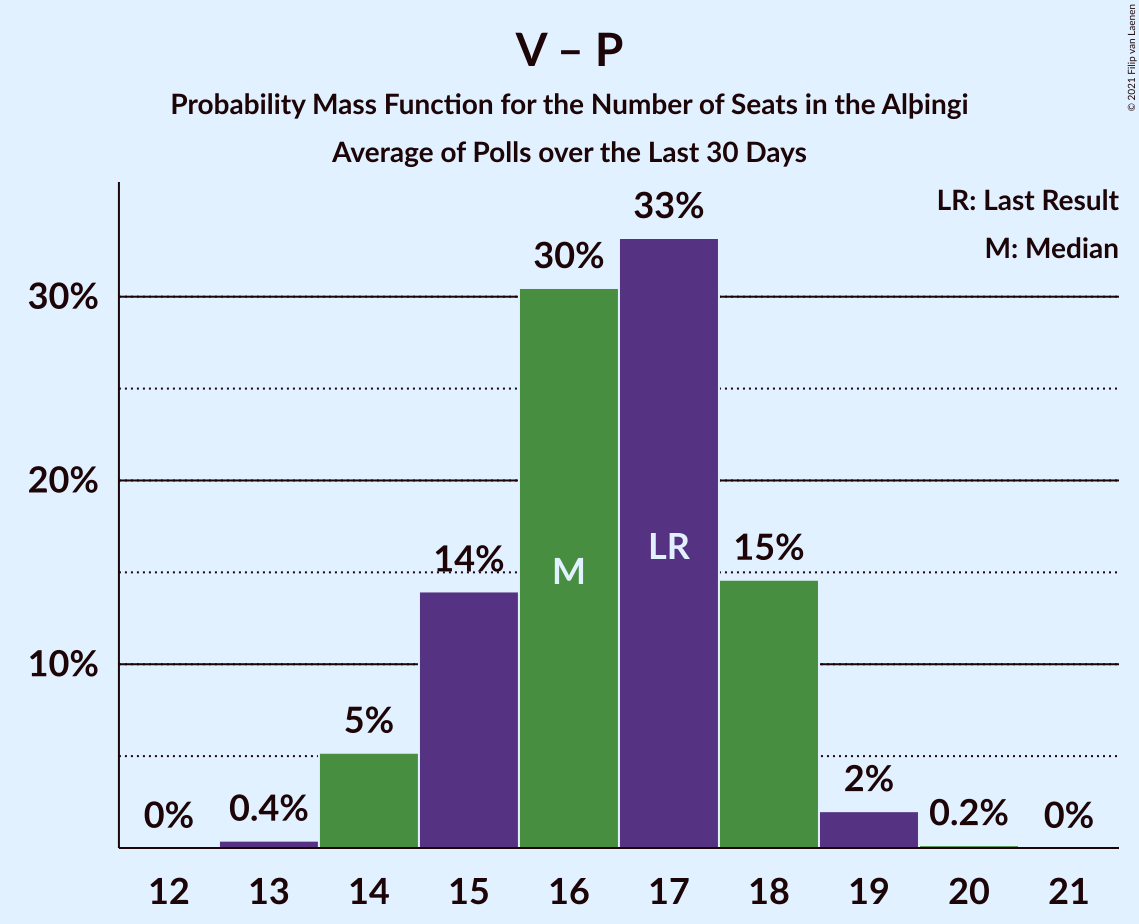 V – P
Probability Mass Function for the Number of Seats in the Alþingi
Average of Polls over the Last 30 Days
© 2021 Filip van Laenen
LR: Last Result
M: Median
33%
30%
30%
20%
LR
15%
14%
M
10%
5%
2%
0%
0.4%
0.2%
0%
12 13 14 15 16 17 18 19 20 21